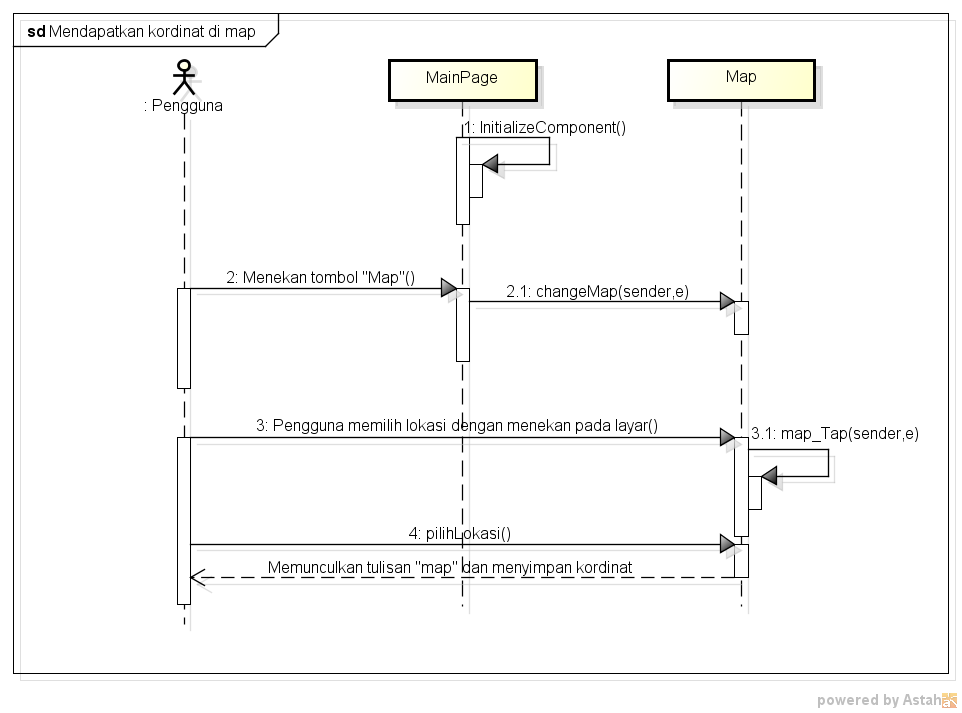 sd Mendapatkan kordinat di map
: Pengguna
MainPage
Map
1: InitializeComponent()
2: Menekan tombol "Map"()
2.1: changeMap(sender,e)
3: Pengguna memilih lokasi dengan menekan pada layar()
3.1: map_Tap(sender,e)
4: pilihLokasi()
Memunculkan tulisan "map" dan menyimpan kordinat
powered by Astah